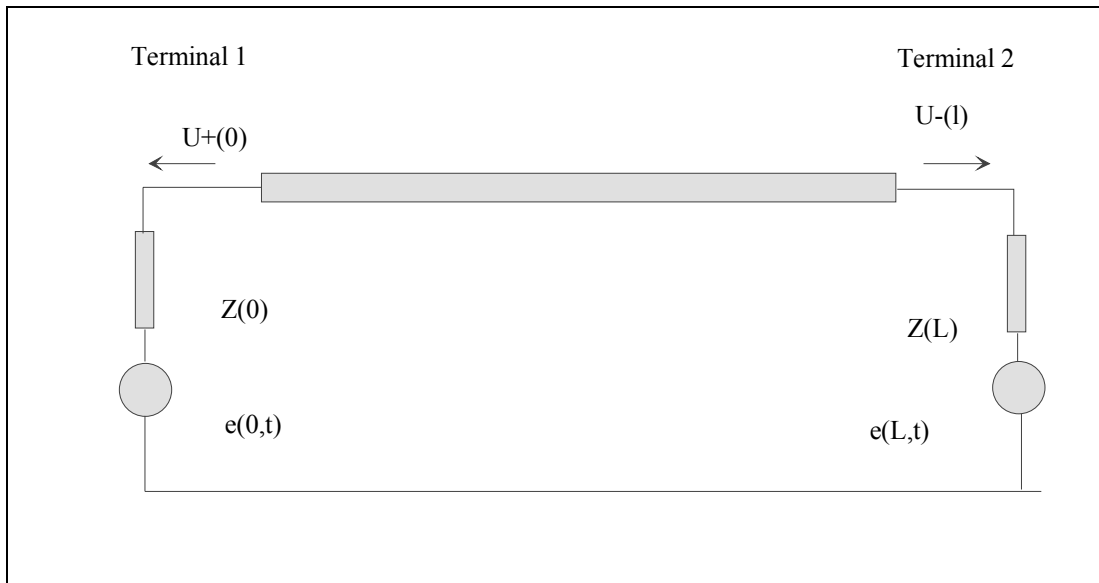 Terminal 1
Terminal 2
U+(0)
U-(l)
Z(0)
Z(L)
e(0,t)
e(L,t)